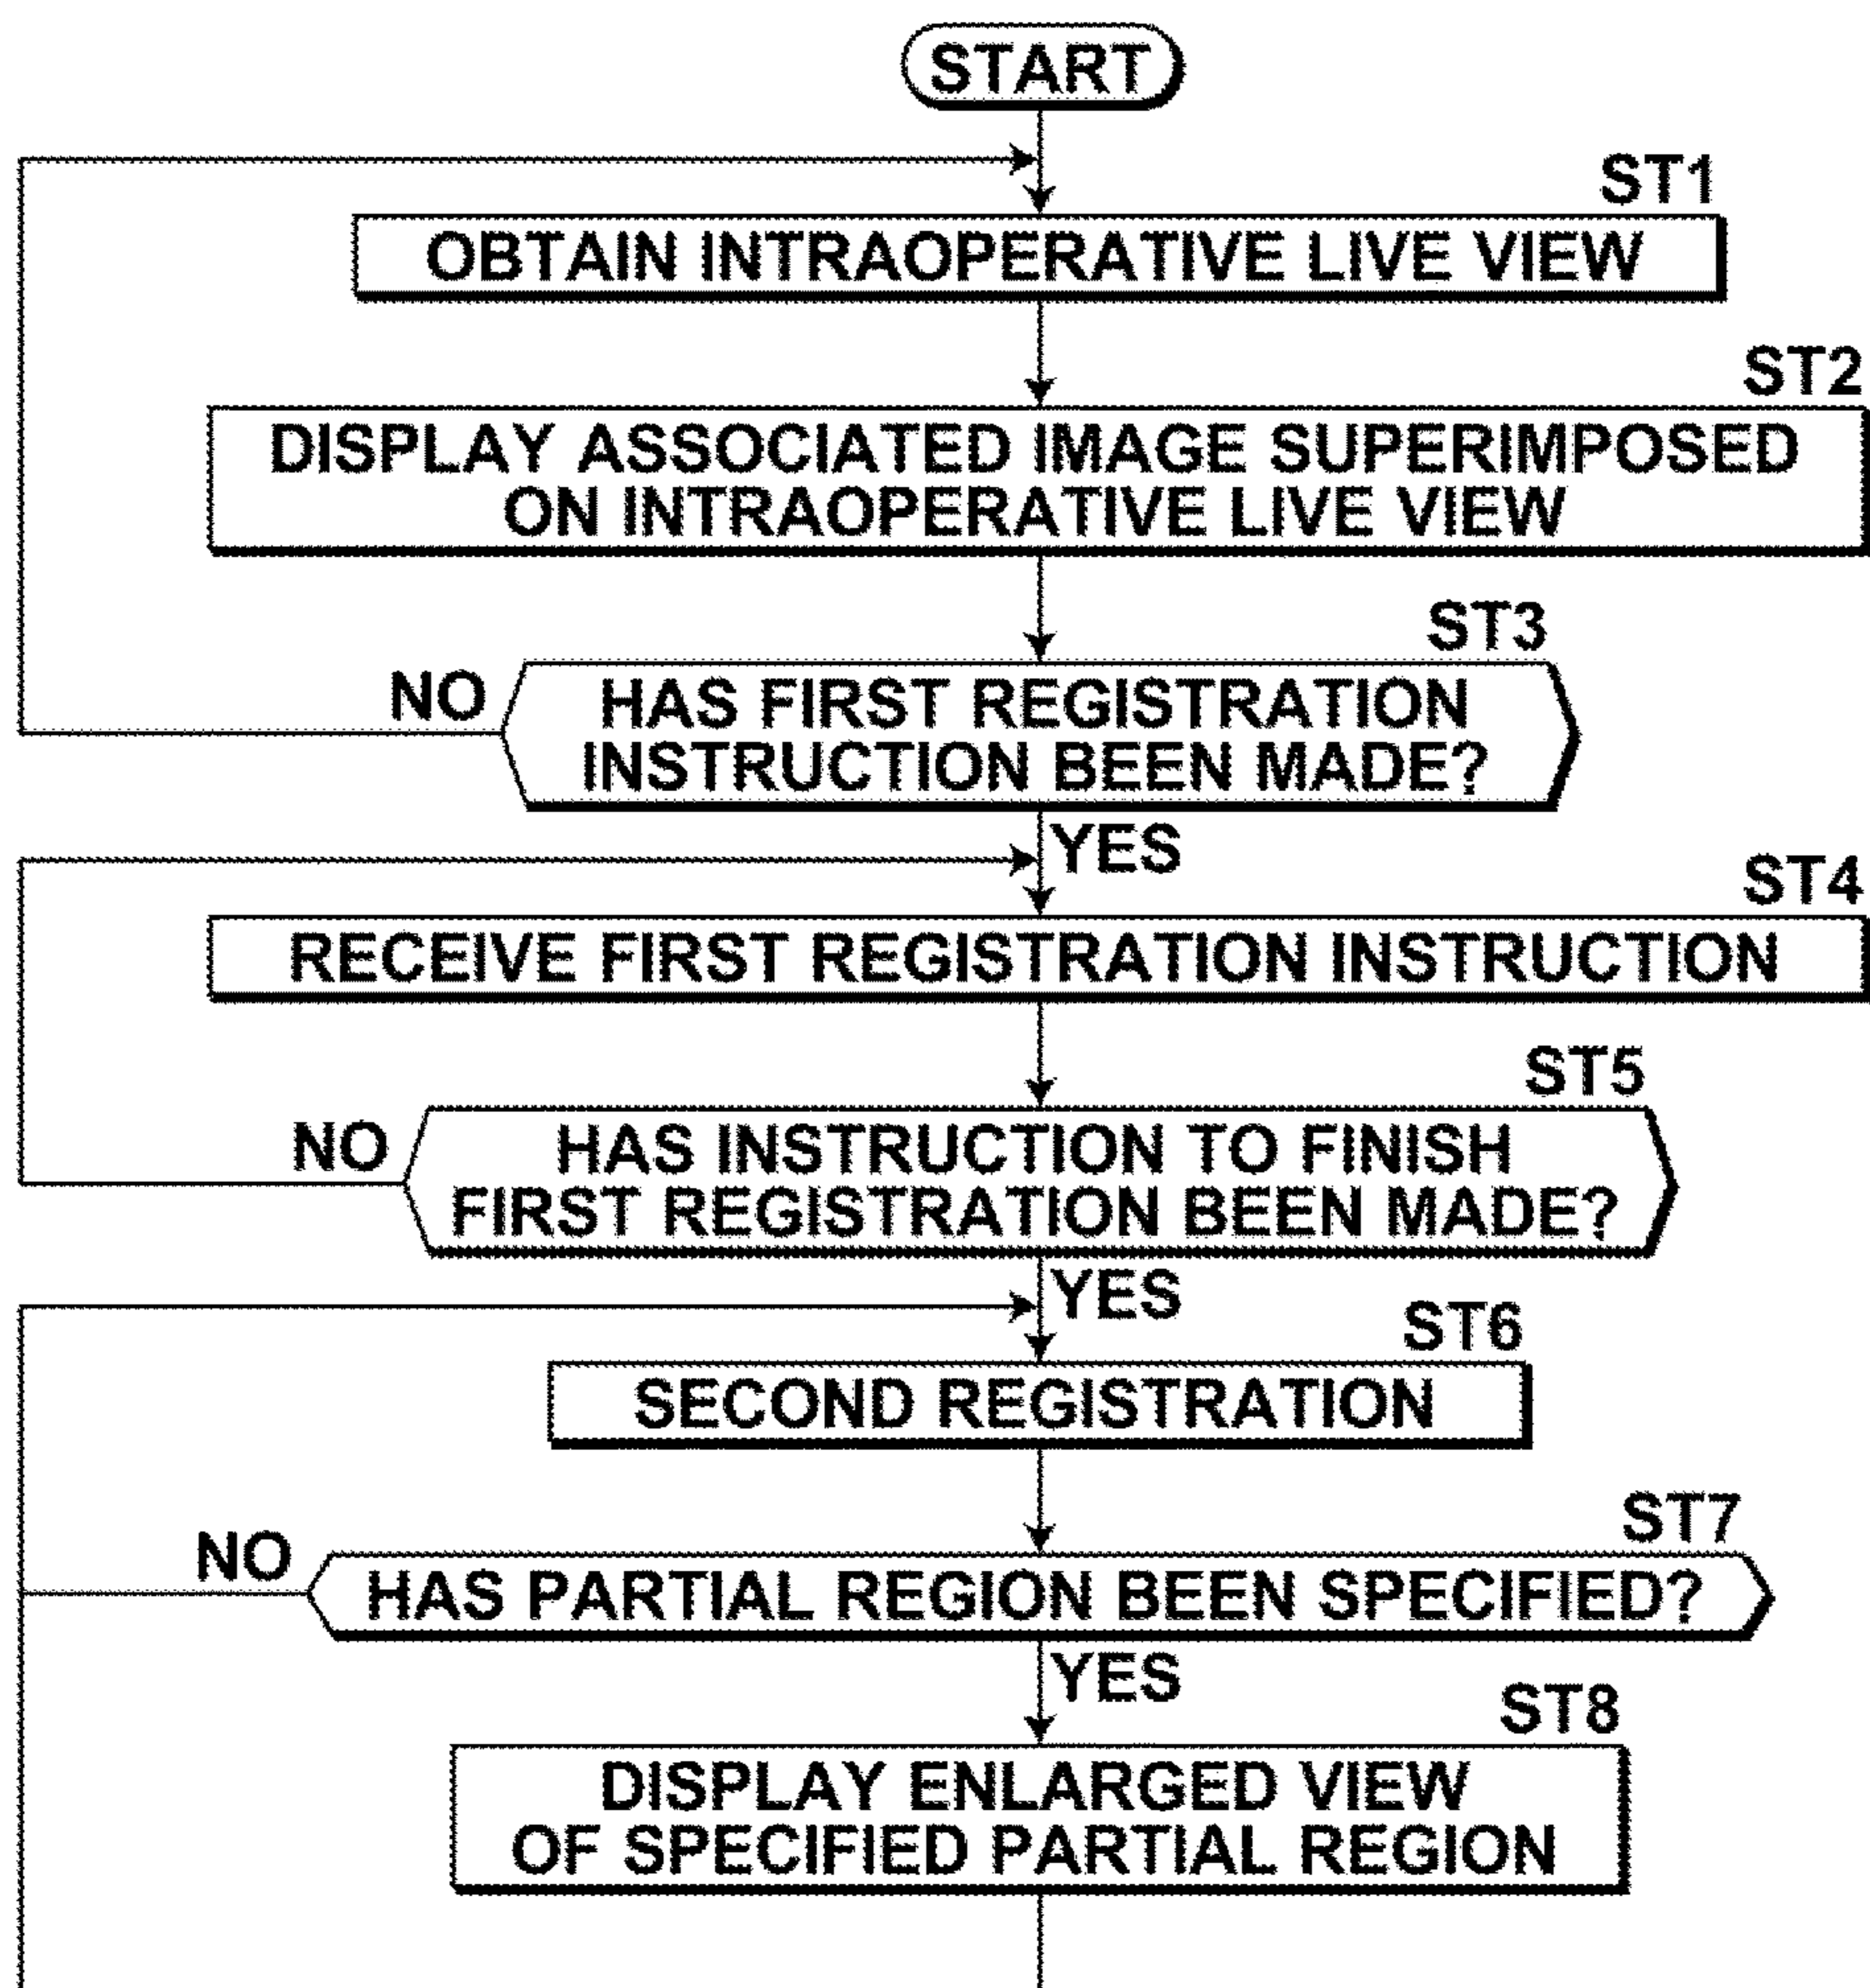 START
ST1
OBTAIN INTRAOPERATIVE LIVE VIEW
ST2
DISPLAY ASSOCIATED IMAGE SUPERIMPOSED
ON INTRAOPERATIVE LIVE VIEW
ST3
NO
HAS FIRST REGISTRATION
INSTRUCTION BEEN MADE?
YES
ST4
RECEIVE FIRST REGISTRATION INSTRUCTION
ST5
NO
HAS INSTRUCTION TO FINISH
FIRST REGISTRATION BEEN MADE?
YES
ST6
SECOND REGISTRATION
ST7
NO
HAS PARTIAL REGION BEEN SPECIFIED?
YES
ST8
DISPLAY ENLARGED VIEW
OF SPECIFIED PARTIAL REGION